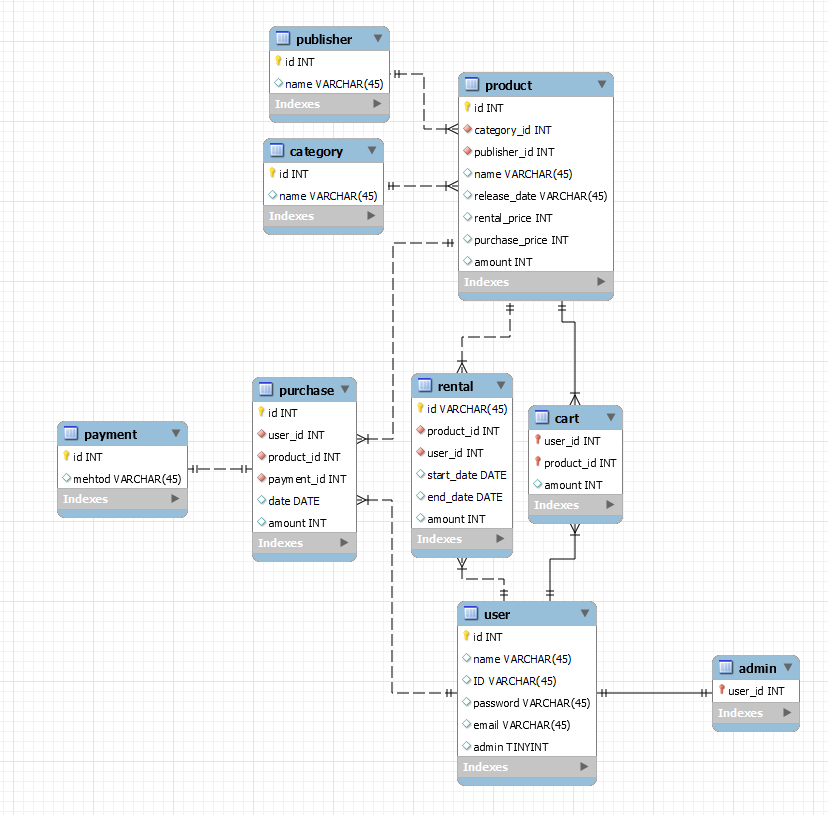 publisher
id INT
name VARCHAR(45)
Indexes
product
id INT
category_id INT
publisher_id INT
name VARCHAR(45)
release_date VARCHAR(45)
rental_price INT
purchase_price INT
amount INT
Indexes
category
id INT
name VARCHAR(45)
Indexes
payment
id INT
mehtod VARCHAR(45)
Indexes
purchase
id INT
user_id INT
product_id INT
payment_id INT
date DATE
amount INT
Indexes
rental
id VARCHAR(45)
product_id INT
user_id INT
start_date DATE
end_date DATE
amount INT
Indexes
cart
user_id INT
product_id INT
amount INT
Indexes
user
id INT
name VARCHAR(45)
ID VARCHAR(45)
password VARCHAR(45)
email VARCHAR(45)
admin TINYINT
Indexes
admin
user_id INT
Indexes